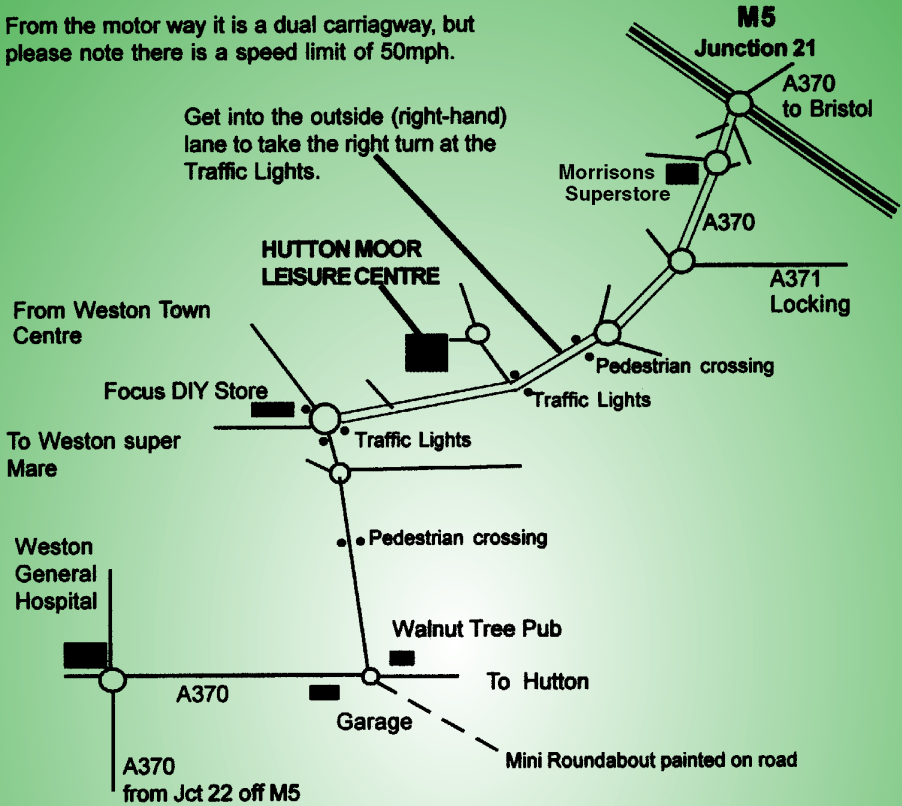 From the motor way it is a dual carriagway, but
please note there is a speed limit of 50mph.
M5
Junction 21
A370
to Bristol
Get into the outside (right-hand)
lane to take the right turn at the
Traffic Lights.
Morrisons
Superstore
A370
HUTTON MOOR
LEISURE CENTRE
A371
Locking
From Weston Town
Centre
Pedestrian crossing
Focus DIY Store
Traffic Lights
To Weston super
Mare
Traffic Lights
Pedestrian crossing
Weston
General
Hospital
Walnut Tree Pub
A370
To Hutton
Garage
Mini Roundabout painted on road
A370
from Jct 22 off M5